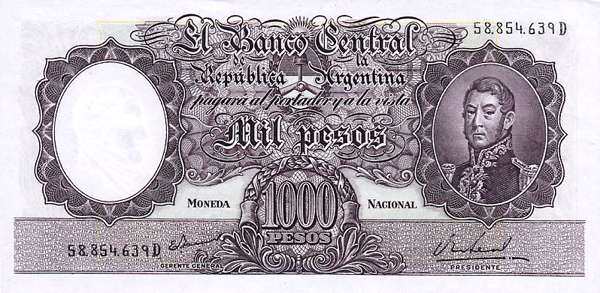 58.854.639 D
El Banco Central
de la
República Argentina
pagará al portador y a la vista
Mil pesos
MONEDA NACIONAL
1000
PESOS
58.854.639 D
GERENTE GENERAL
PRESIDENTE